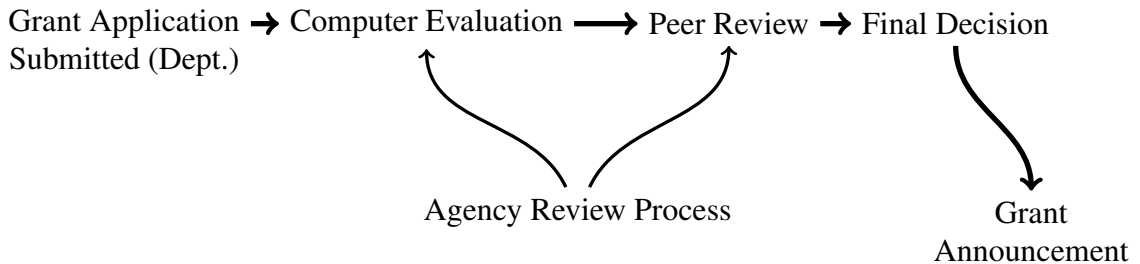 Grant Application
Submitted (Dept.)
Computer Evaluation
Peer Review
Final Decision
Agency Review Process
Grant
Announcement